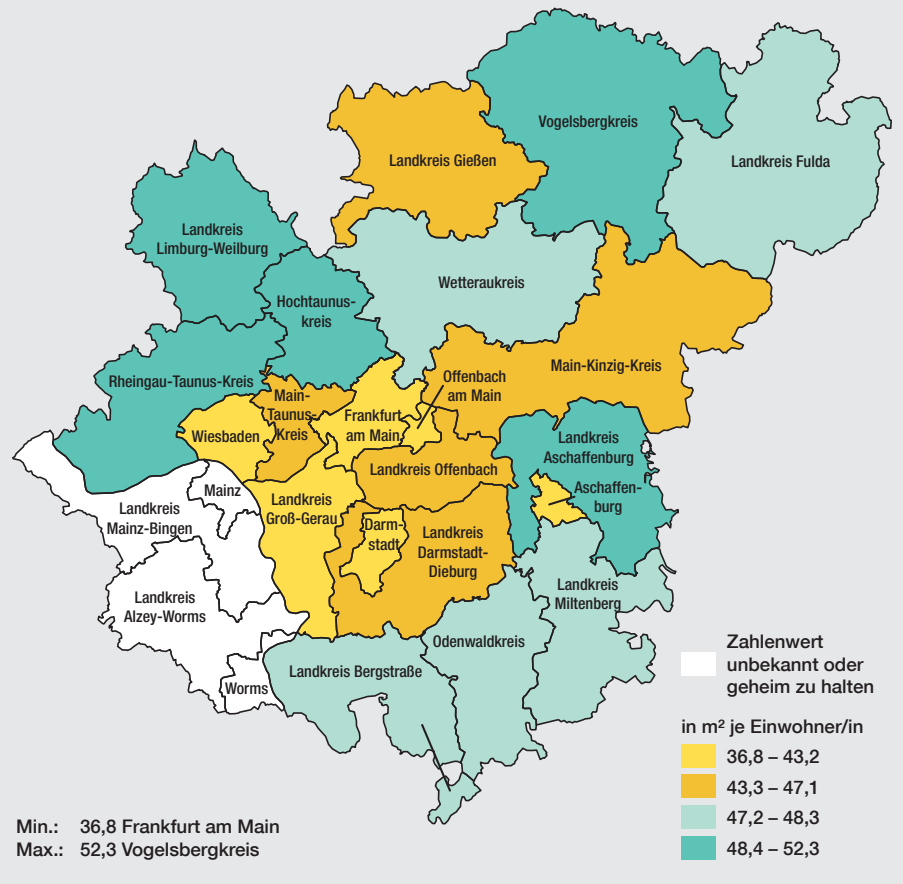 Vogelsbergkreis
Landkreis Gießen
Landkreis Fulda
Landkreis
Limburg-Weilburg
Wetteraukreis
Hochtaunus-
kreis
Main-Kinzig-Kreis
Rheingau-Taunus-Kreis
Offenbach
am Main
Main-
Taunus-
Kreis
Frankfurt
am Main
Wiesbaden
Landkreis
Aschaffenburg
Landkreis Offenbach
Aschaffen-
burg
Mainz
Landkreis
Groß-Gerau
Landkreis
Mainz-Bingen
Darm-
stadt
Landkreis
Darmstadt-
Dieburg
Landkreis
Miltenberg
Landkreis
Alzey-Worms
Odenwaldkreis
Landkreis Bergstraße
Worms
Zahlenwert
unbekannt oder
geheim zu halten
in m² je Einwohner/in
36,8 – 43,2
43,3 – 47,1
47,2 – 48,3
48,4 – 52,3
Min.: 36,8 Frankfurt am Main
Max.: 52,3 Vogelsbergkreis